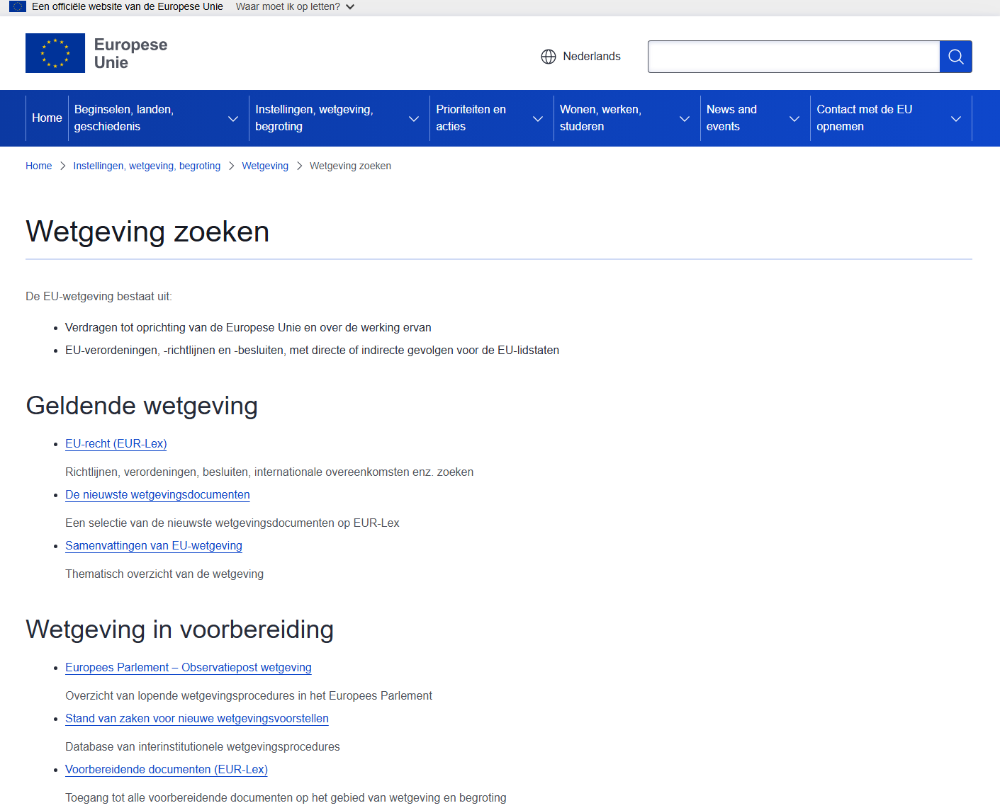 Een officiële website van de Europese Unie Waar moet ik op letten?
Europese
Unie
Nederlands
Home
Beginselen, landen,
geschiedenis
Instellingen, wetgeving,
begroting
Prioriteiten en
acties
Wonen, werken,
studeren
News and
events
Contact met de EU
opnemen
Home Instellingen, wetgeving, begroting Wetgeving Wetgeving zoeken
Wetgeving zoeken
De EU-wetgeving bestaat uit:
Verdragen tot oprichting van de Europese Unie en over de werking ervan
EU-verordeningen, -richtlijnen en -besluiten, met directe of indirecte gevolgen voor de EU-lidstaten
Geldende wetgeving
EU-recht (EUR-Lex)
Richtlijnen, verordeningen, besluiten, internationale overeenkomsten enz. zoeken
De nieuwste wetgevingsdocumenten
Een selectie van de nieuwste wetgevingsdocumenten op EUR-Lex
Samenvattingen van EU-wetgeving
Thematisch overzicht van de wetgeving
Wetgeving in voorbereiding
Europees Parlement – Observatiepost wetgeving
Overzicht van lopende wetgevingsprocedures in het Europees Parlement
Stand van zaken voor nieuwe wetgevingsvoorstellen
Database van interinstitutionele wetgevingsprocedures
Voorbereidende documenten (EUR-Lex)
Toegang tot alle voorbereidende documenten op het gebied van wetgeving en begroting